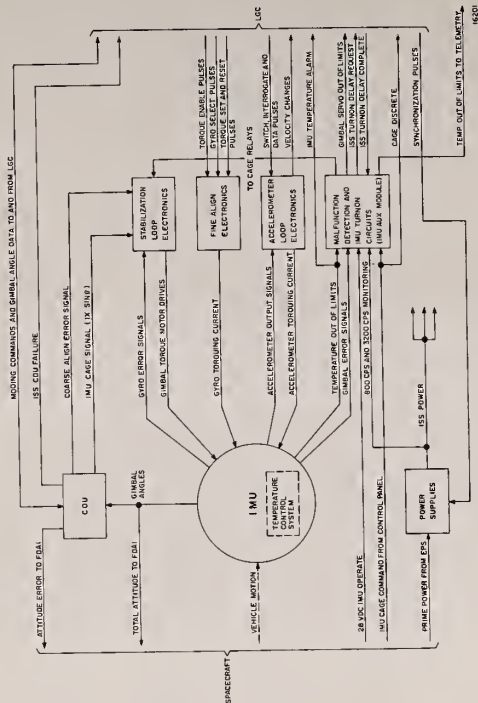 LGC
MODING COMMANDS AND GIMBAL ANGLE DATA TO AND FROM LGC
ISS CDU FAILURE
COARSE ALIGN ERROR SIGNAL
IMU CAGE SIGNAL (1X SINθ)
TORQUE ENABLE PULSES
GYRO SELECT PULSES
TORQUE SET AND RESET
PULSES
SWITCH, INTERROGATE AND
DATA PULSES
VELOCITY CHANGES
IMU TEMPERATURE ALARM
GIMBAL SERVO OUT OF LIMITS
ISS TURNON DELAY REQUEST
ISS TURNON DELAY COMPLETE
CAGE DISCRETE
SYNCHRONIZATION PULSES
TEMP OUT OF LIMITS TO TELEMETRY
16201
TO CAGE RELAYS
STABILIZATION
LOOP
ELECTRONICS
FINE ALIGN
ELECTRONICS
ACCELEROMETER
LOOP
ELECTRONICS
MALFUNCTION
DETECTION AND
IMU TURNON
CIRCUITS
(IMU AUX MODULE)
GYRO ERROR SIGNALS
GIMBAL TORQUE MOTOR DRIVES
GYRO TORQUING CURRENT
ACCELEROMETER OUTPUT SIGNALS
ACCELEROMETER TORQUING CURRENT
TEMPERATURE OUT OF LIMITS
GIMBAL ERROR SIGNALS
800 CPS AND 3200 CPS MONITORING
ISS POWER
CDU
GIMBAL
ANGLES
IMU
TEMPERATURE
CONTROL
SYSTEM
POWER
SUPPLIES
ATTITUDE ERROR TO FDAI
TOTAL ATTITUDE TO FDAI
VEHICLE MOTION
28 VDC IMU OPERATE
IMU CAGE COMMAND FROM CONTROL PANEL
PRIME POWER FROM EPS
SPACECRAFT